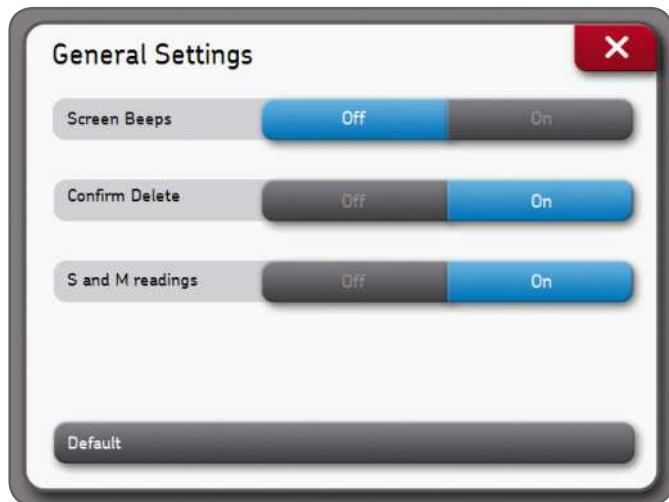 General Settings
Screen Beeps Off On
Confirm Delete Off On
S and M readings Off On
Default